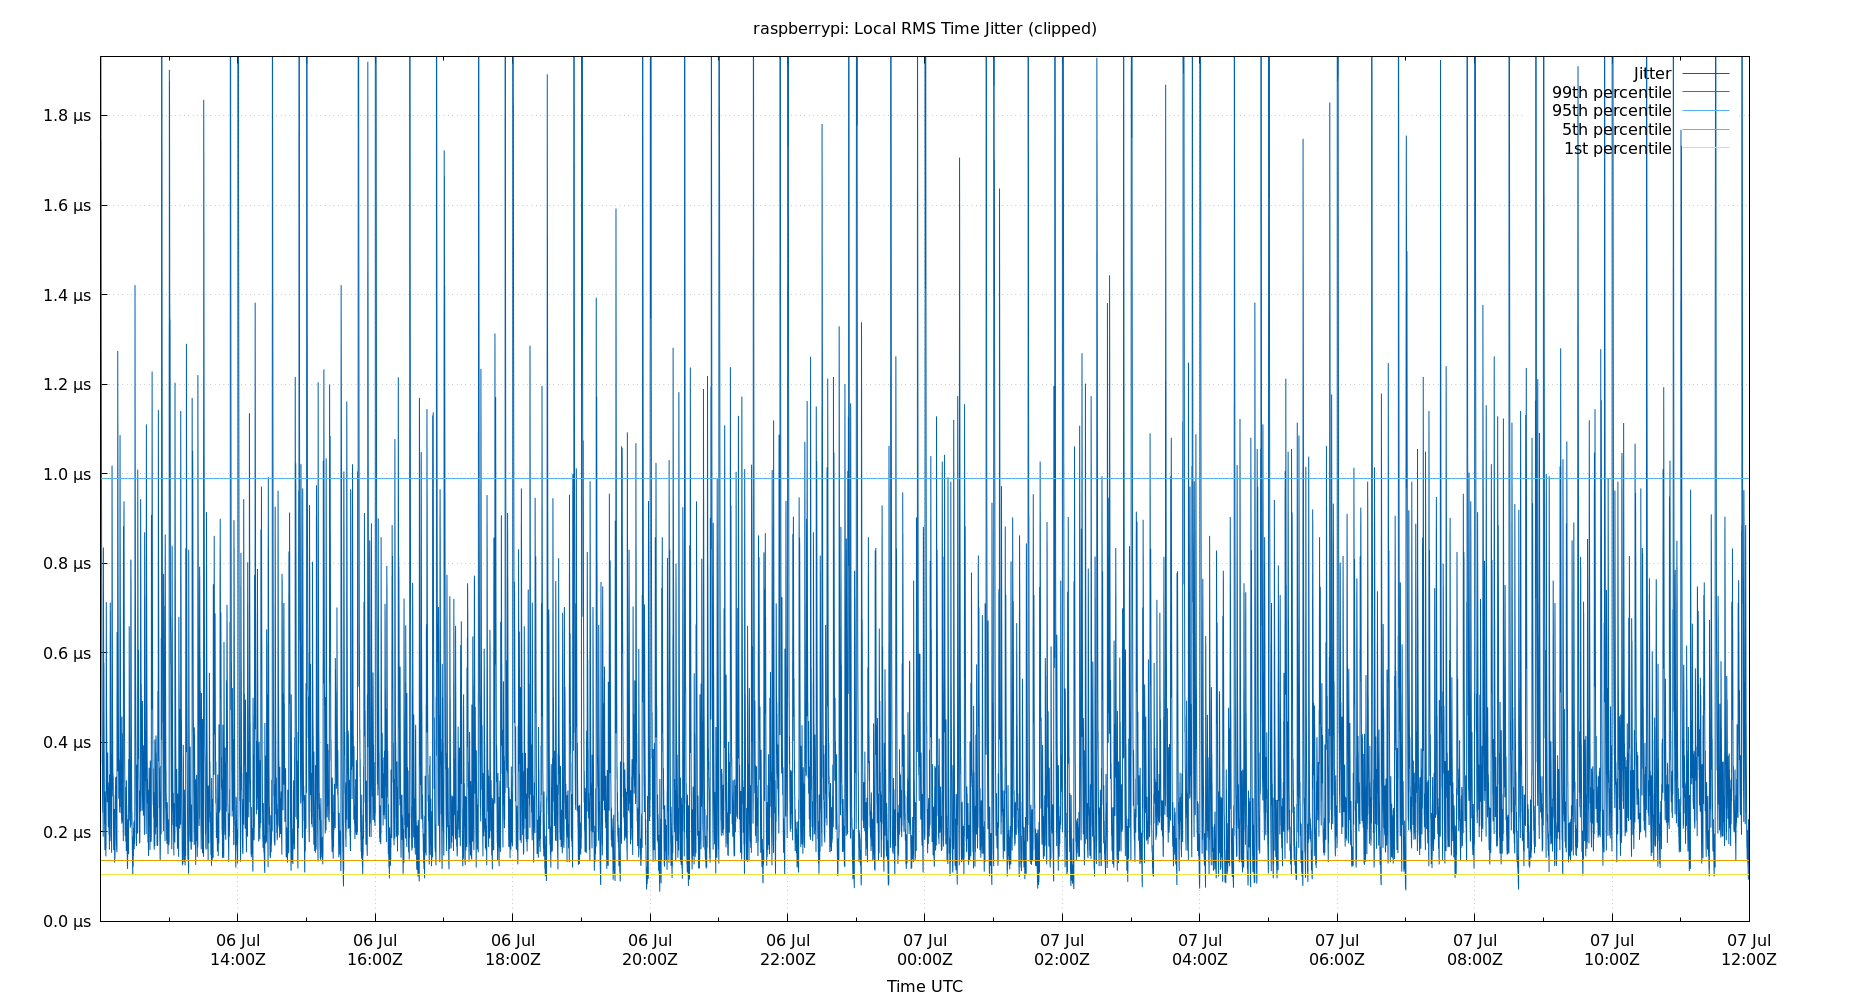 raspberrypi: Local RMS Time Jitter (clipped)
Jitter
99th percentile
95th percentile
5th percentile
1st percentile
1.8 μs
1.6 μs
1.4 μs
1.2 μs
1.0 μs
0.8 μs
0.6 μs
0.4 μs
0.2 μs
0.0 μs
06 Jul 06 Jul 06 Jul 06 Jul 06 Jul 07 Jul 07 Jul 07 Jul 07 Jul 07 Jul 07 Jul 07 Jul
14:00Z 16:00Z 18:00Z 20:00Z 22:00Z 00:00Z 02:00Z 04:00Z 06:00Z 08:00Z 10:00Z 12:00Z
Time UTC